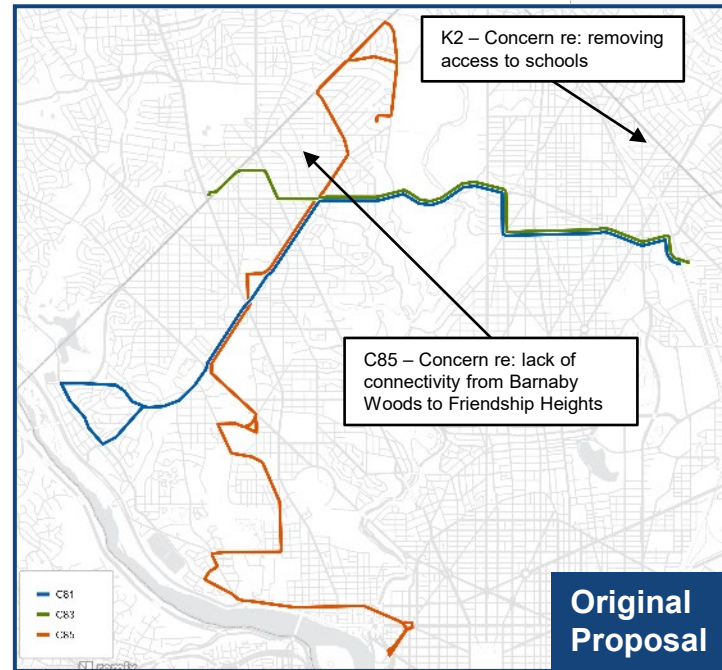 K2 – Concern re: removing
access to schools
C85 – Concern re: lack of
connectivity from Barnaby
Woods to Friendship Heights
C81
C83
C85
Original
Proposal